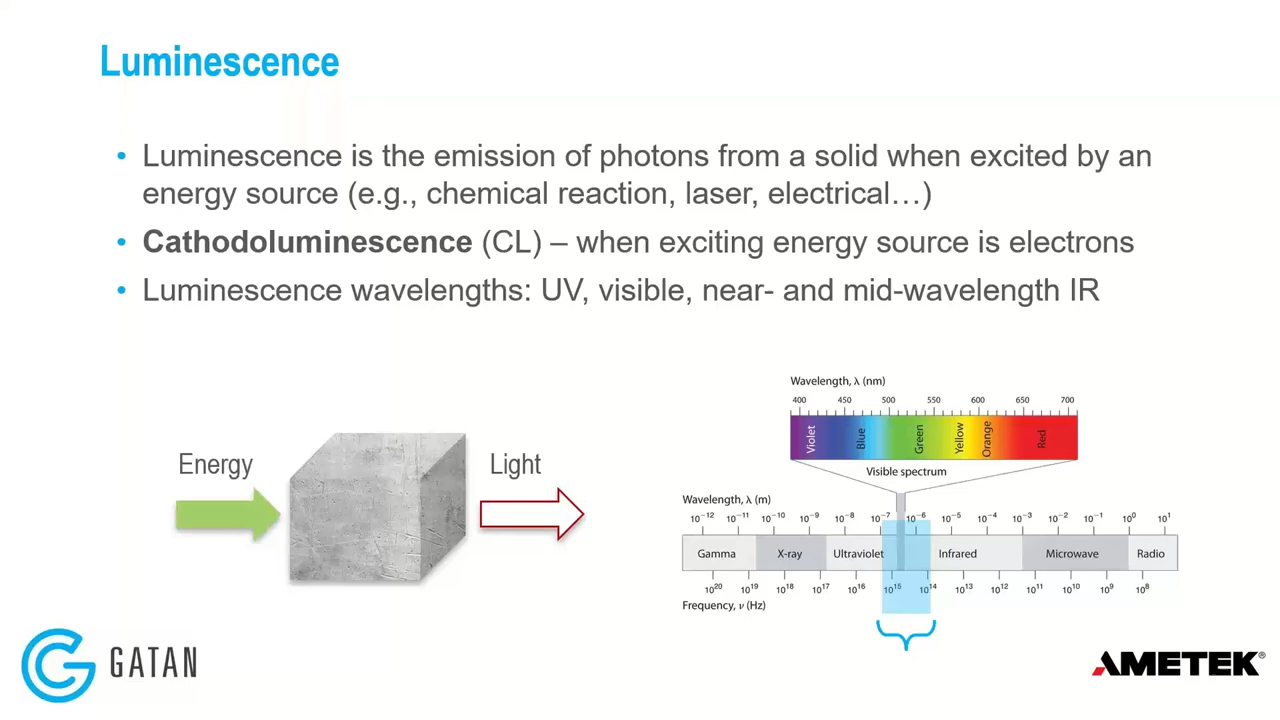 Luminescence
• Luminescence is the emission of photons from a solid when excited by an
energy source (e.g., chemical reaction, laser, electrical…)
• Cathodoluminescence (CL) – when exciting energy source is electrons
• Luminescence wavelengths: UV, visible, near- and mid-wavelength IR
Energy
Light
Wavelength, λ (nm)
400 450 500 550 600 650 700
Violet Blue Green Yellow Orange Red
Visible spectrum
Wavelength, λ (m)
10⁻¹² 10⁻¹¹ 10⁻¹⁰ 10⁻⁹ 10⁻⁸ 10⁻⁷ 10⁻⁶ 10⁻⁵ 10⁻⁴ 10⁻³ 10⁻² 10⁻¹ 10⁰ 10¹
Gamma X-ray Ultraviolet Infrared Microwave Radio
10²⁰ 10¹⁹ 10¹⁸ 10¹⁷ 10¹⁶ 10¹⁵ 10¹⁴ 10¹³ 10¹² 10¹¹ 10¹⁰ 10⁹ 10⁸
Frequency, ν (Hz)
GATAN
AMETEK®